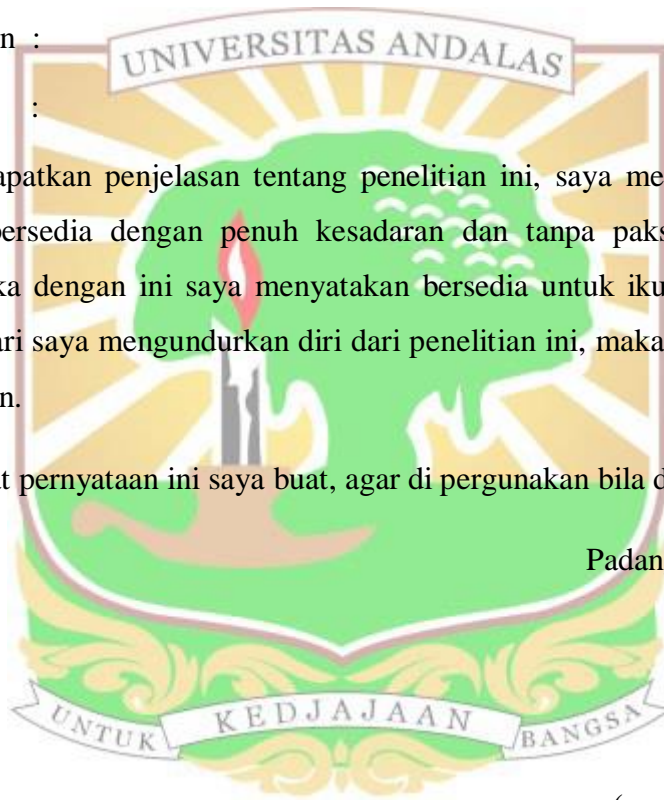 n :
UNIVERSITAS ANDALAS
:
apatkan penjelasan tentang penelitian ini, saya me
bersedia dengan penuh kesadaran dan tanpa paks
ka dengan ini saya menyatakan bersedia untuk iku
ari saya mengundurkan diri dari penelitian ini, maka
n.
at pernyataan ini saya buat, agar di pergunakan bila d
Padan
UNTUK KEDJAJAAN BANGSA
(